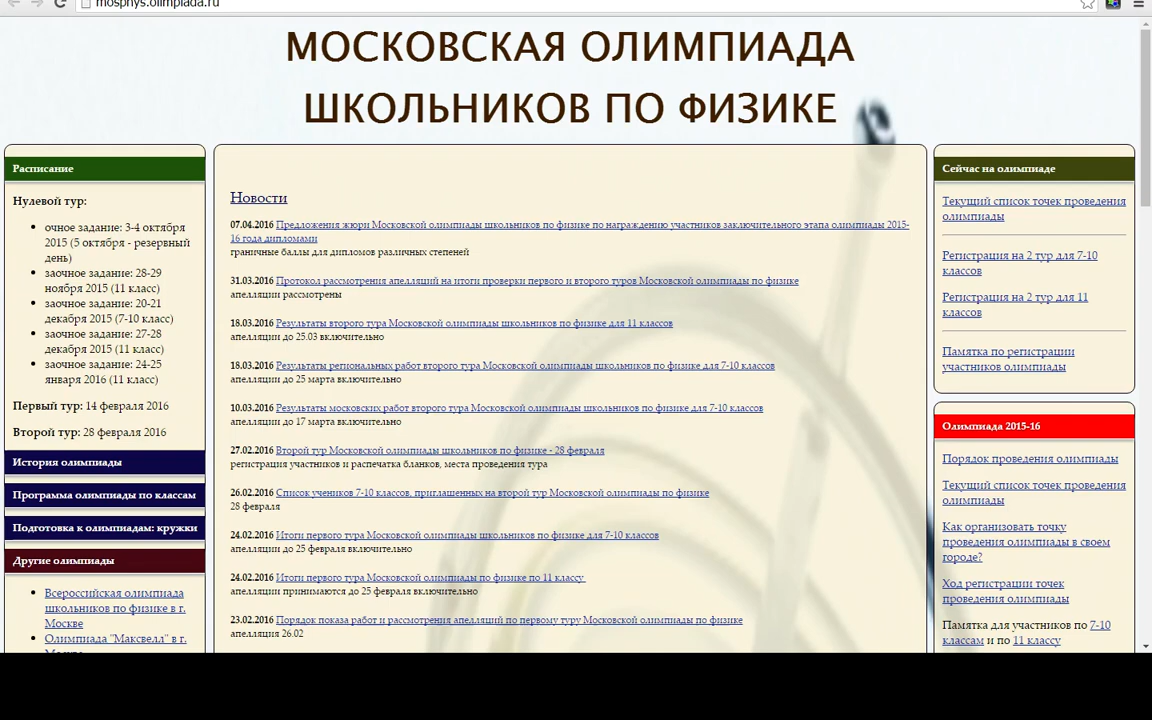 mosphys.olimpiada.ru
МОСКОВСКАЯ ОЛИМПИАДА
ШКОЛЬНИКОВ ПО ФИЗИКЕ
Расписание
Нулевой тур:
очное задание: 3-4 октября
2015 (5 октября - резервный
день)
заочное задание: 28-29
ноября 2015 (11 класс)
заочное задание: 20-21
декабря 2015 (7-10 класс)
заочное задание: 27-28
декабря 2015 (11 класс)
заочное задание: 24-25
января 2016 (11 класс)
Первый тур: 14 февраля 2016
Второй тур: 28 февраля 2016
История олимпиады
Программа олимпиады по классам
Подготовка к олимпиадам: кружки
Другие олимпиады
Всероссийская олимпиада
школьников по физике в г.
Москве
Олимпиада "Максвелл" в г.
Новости
07.04.2016 Предложения жюри Московской олимпиады школьников по физике по награждению участников заключительного этапа олимпиады 2015-
16 года дипломами
граничные баллы для дипломов различных степеней
31.03.2016 Протокол рассмотрения апелляций на итоги проверки первого и второго туров Московской олимпиады по физике
апелляции рассмотрены
18.03.2016 Результаты второго тура Московской олимпиады школьников по физике для 11 классов
апелляции до 25.03 включительно
18.03.2016 Результаты региональных работ второго тура Московской олимпиады школьников по физике для 7-10 классов
апелляции до 25 марта включительно
10.03.2016 Результаты московских работ второго тура Московской олимпиады школьников по физике для 7-10 классов
апелляции до 17 марта включительно
27.02.2016 Второй тур Московской олимпиады школьников по физике - 28 февраля
регистрация участников и распечатка бланков, места проведения тура
26.02.2016 Список учеников 7-10 классов, приглашенных на второй тур Московской олимпиады по физике
28 февраля
24.02.2016 Итоги первого тура Московской олимпиады школьников по физике для 7-10 классов
апелляции до 25 февраля включительно
24.02.2016 Итоги первого тура Московской олимпиады по физике по 11 классу
апелляции принимаются до 25 февраля включительно
23.02.2016 Порядок показа работ и рассмотрения апелляций по первому туру Московской олимпиады по физике
апелляция 26.02
Сейчас на олимпиаде
Текущий список точек проведения
олимпиады
Регистрация на 2 тур для 7-10
классов
Регистрация на 2 тур для 11
классов
Памятка по регистрации
участников олимпиады
Олимпиада 2015-16
Порядок проведения олимпиады
Текущий список точек проведения
олимпиады
Как организовать точку
проведения олимпиады в своем
городе?
Ход регистрации точек
проведения олимпиады
Памятка для участников по 7-10
классам и по 11 классу